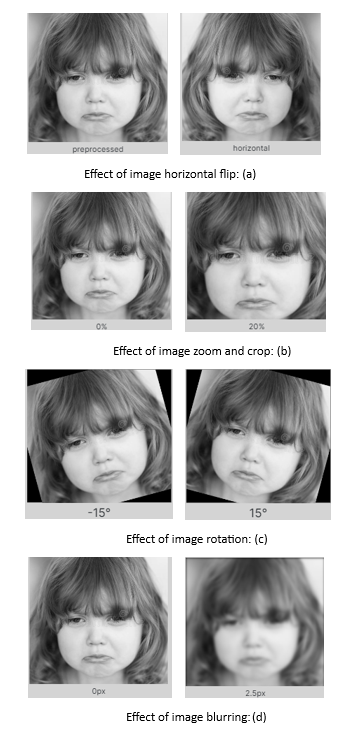 preprocessed
horizontal
Effect of image horizontal flip: (a)
0%
20%
Effect of image zoom and crop: (b)
-15°
15°
Effect of image rotation: (c)
0px
2.5px
Effect of image blurring: (d)